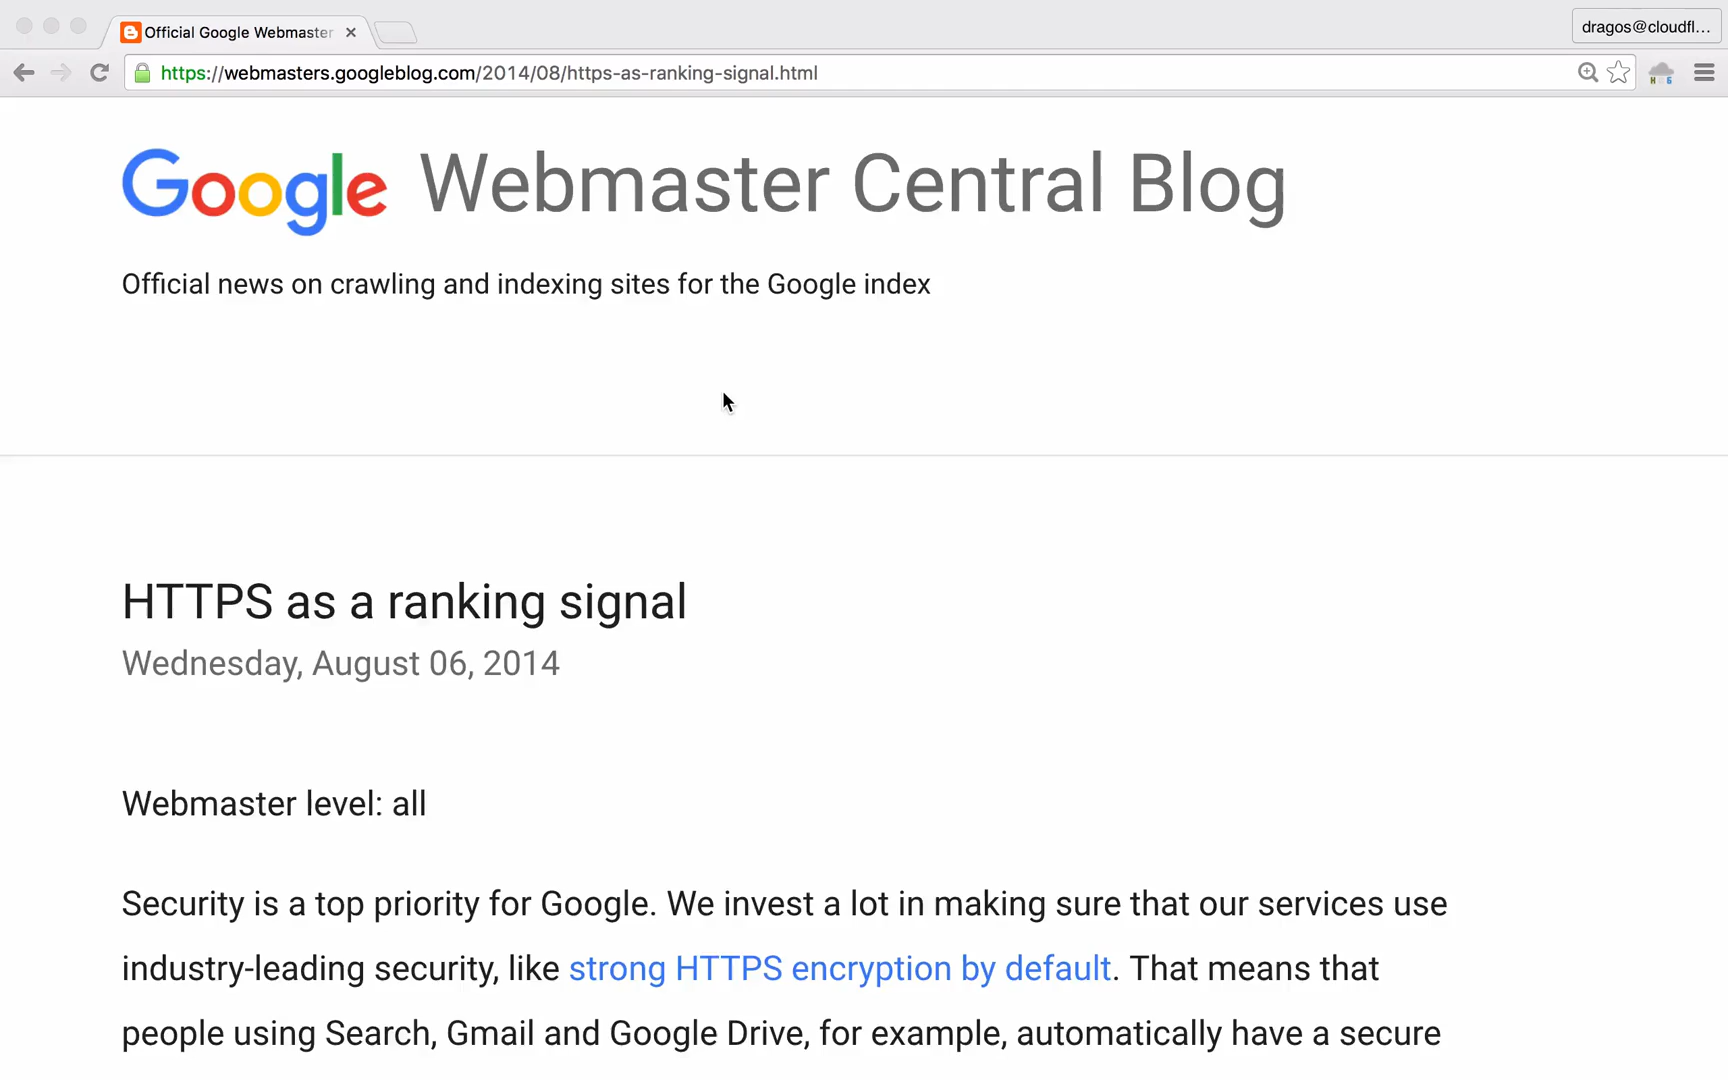 Official Google Webmaster
dragos@cloudfl...
https://webmasters.googleblog.com/2014/08/https-as-ranking-signal.html
Google Webmaster Central Blog
Official news on crawling and indexing sites for the Google index
HTTPS as a ranking signal
Wednesday, August 06, 2014
Webmaster level: all
Security is a top priority for Google. We invest a lot in making sure that our services use
industry-leading security, like strong HTTPS encryption by default. That means that
people using Search, Gmail and Google Drive, for example, automatically have a secure